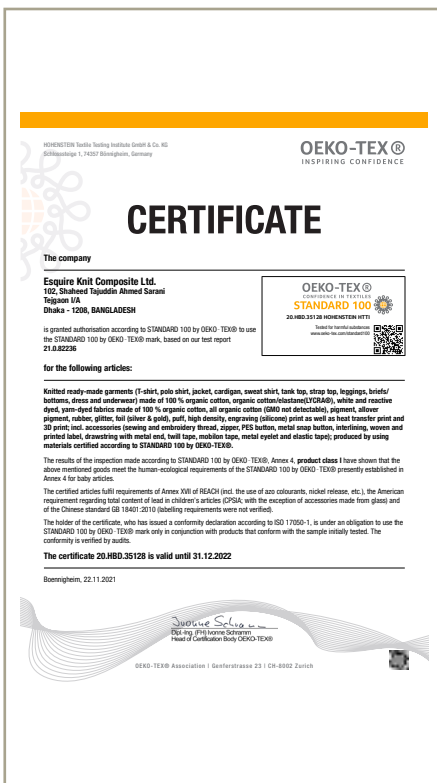 HOHENSTEIN Textile Testing Institute GmbH & Co. KG
Schlosssteige 1, 74357 Bönnigheim, Germany
OEKO-TEX®
INSPIRING CONFIDENCE
CERTIFICATE
The company
Esquire Knit Composite Ltd.
102, Shaheed Tajuddin Ahmed Sarani
Tejgaon I/A
Dhaka - 1208, BANGLADESH
OEKO-TEX®
CONFIDENCE IN TEXTILES
STANDARD 100
20.HBD.35128 HOHENSTEIN HTTI
Tested for harmful substances
www.oeko-tex.com/standard100
is granted authorisation according to STANDARD 100 by OEKO-TEX® to use
the STANDARD 100 by OEKO-TEX® mark, based on our test report
21.0.82236
for the following articles:
Knitted ready-made garments (T-shirt, polo shirt, jacket, cardigan, sweat shirt, tank top, strap top, leggings, briefs/
bottoms, dress and underwear) made of 100 % organic cotton, organic cotton/elastane(LYCRA®), white and reactive
dyed, yarn-dyed fabrics made of 100 % organic cotton, all organic cotton (GMO not detectable), pigment, allover
pigment, rubber, glitter, foil (silver & gold), puff, high density, engraving (silicone) print as well as heat transfer print and
3D print; incl. accessories (sewing and embroidery thread, zipper, PES button, metal snap button, interlining, woven and
printed label, drawstring with metal end, twill tape, mobilon tape, metal eyelet and elastic tape); produced by using
materials certified according to STANDARD 100 by OEKO-TEX®.
The results of the inspection made according to STANDARD 100 by OEKO-TEX®, Annex 4, product class I have shown that the
above mentioned goods meet the human-ecological requirements of the STANDARD 100 by OEKO-TEX® presently established in
Annex 4 for baby articles.
The certified articles fulfil requirements of Annex XVII of REACH (incl. the use of azo colourants, nickel release, etc.), the American
requirement regarding total content of lead in children's articles (CPSIA; with the exception of accessories made from glass) and
of the Chinese standard GB 18401:2010 (labelling requirements were not verified).
The holder of the certificate, who has issued a conformity declaration according to ISO 17050-1, is under an obligation to use the
STANDARD 100 by OEKO-TEX® mark only in conjunction with products that conform with the sample initially tested. The
conformity is verified by audits.
The certificate 20.HBD.35128 is valid until 31.12.2022
Boennigheim, 22.11.2021
Ivonne Schramm
Dipl.-Ing. (FH) Ivonne Schramm
Head of Certification Body OEKO-TEX®
OEKO-TEX® Association | Genferstrasse 23 | CH-8002 Zurich